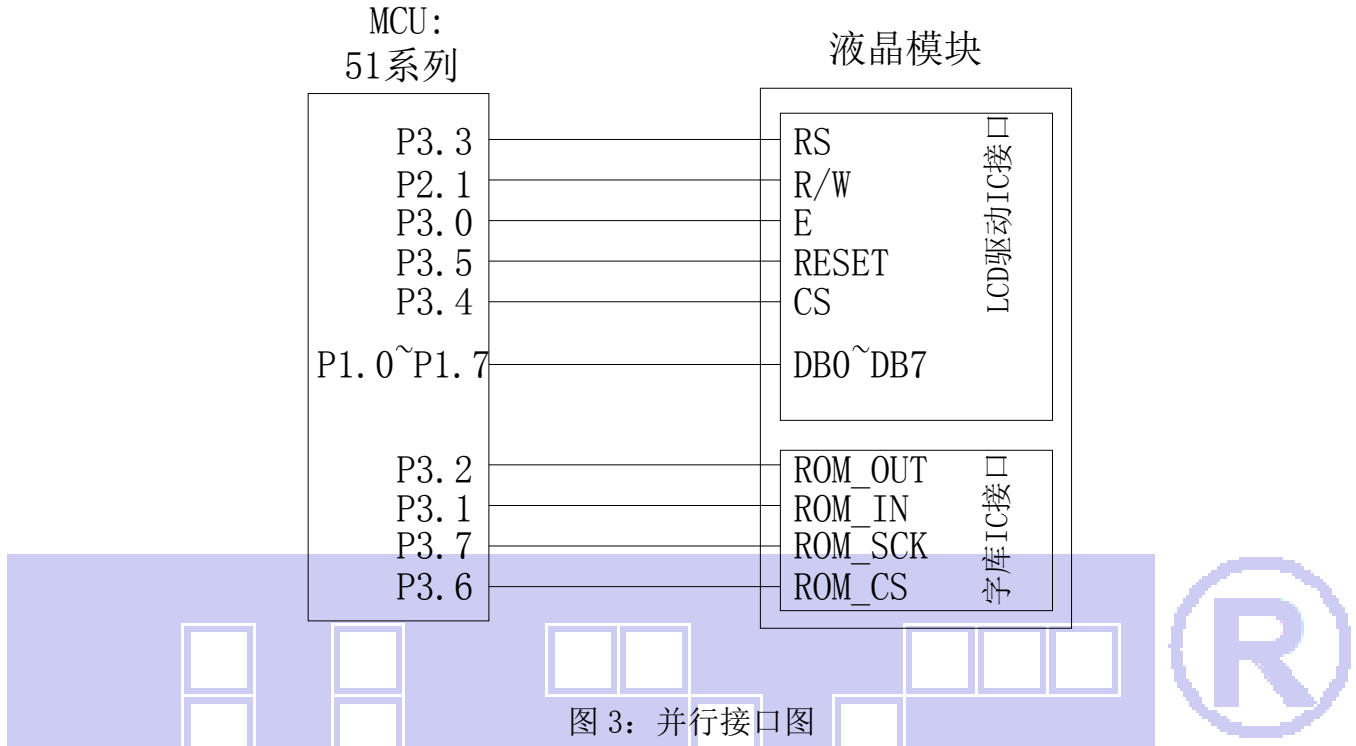 MCU:
51系列
液晶模块
P3.3
RS
P2.1
R/W
P3.0
E
P3.5
RESET
P3.4
CS
P1.0~P1.7
DB0~DB7
LCD驱动IC接口
P3.2
ROM_OUT
P3.1
ROM_IN
P3.7
ROM_SCK
P3.6
ROM_CS
字库IC接口
R
图 3：并行接口图